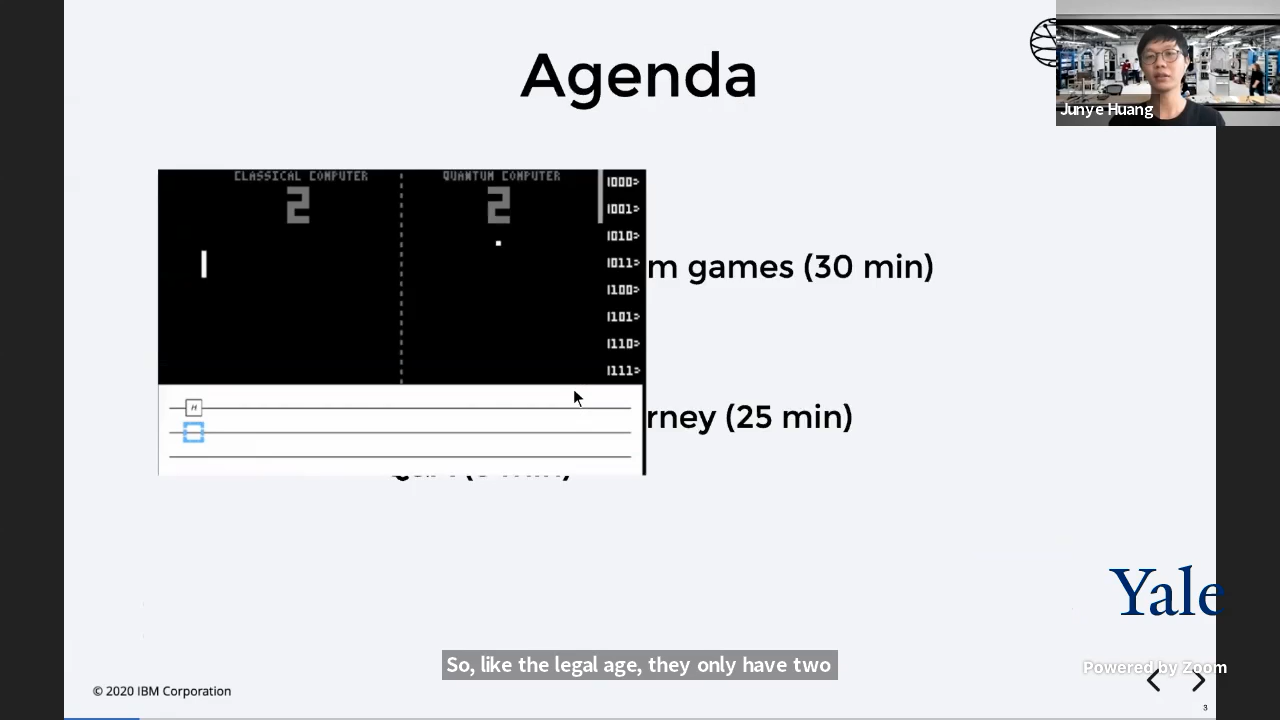 Agenda
Junye Huang
CLASSICAL COMPUTER
QUANTUM COMPUTER
2
2
|000>
|001>
|010>
|011>
|100>
|101>
|110>
|111>
m games (30 min)
H
rney (25 min)
Yale
So, like the legal age, they only have two
Powered by Zoom
© 2020 IBM Corporation
3